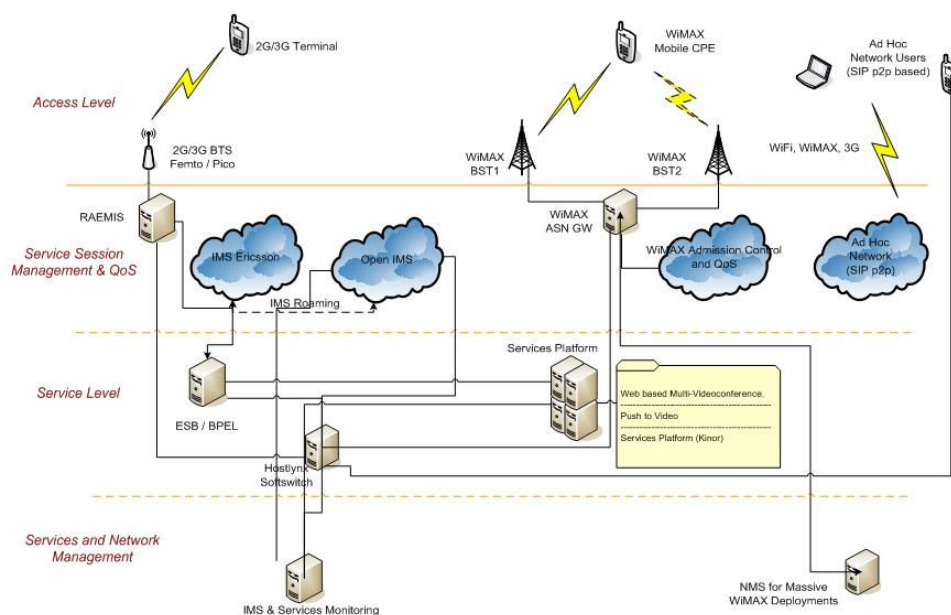 2G/3G Terminal
WiMAX
Mobile CPE
Ad Hoc
Network Users
(SIP p2p based)
Access Level
2G/3G BTS
Femto / Pico
WiMAX
BST1
WiMAX
BST2
WiFi, WiMAX, 3G
RAEMIS
WiMAX
ASN GW
Service Session
Management & QoS
IMS Ericsson
Open IMS
WiMAX Admission Control
and QoS
Ad Hoc
Network
(SIP p2p)
IMS Roaming
Services Platform
Service Level
Web based Multi-Videoconference,
Push to Video
Services Platform (Kinor)
ESB / BPEL
Hostlynx
Softswitch
Services and Network
Management
IMS & Services Monitoring
NMS for Massive
WiMAX Deployments